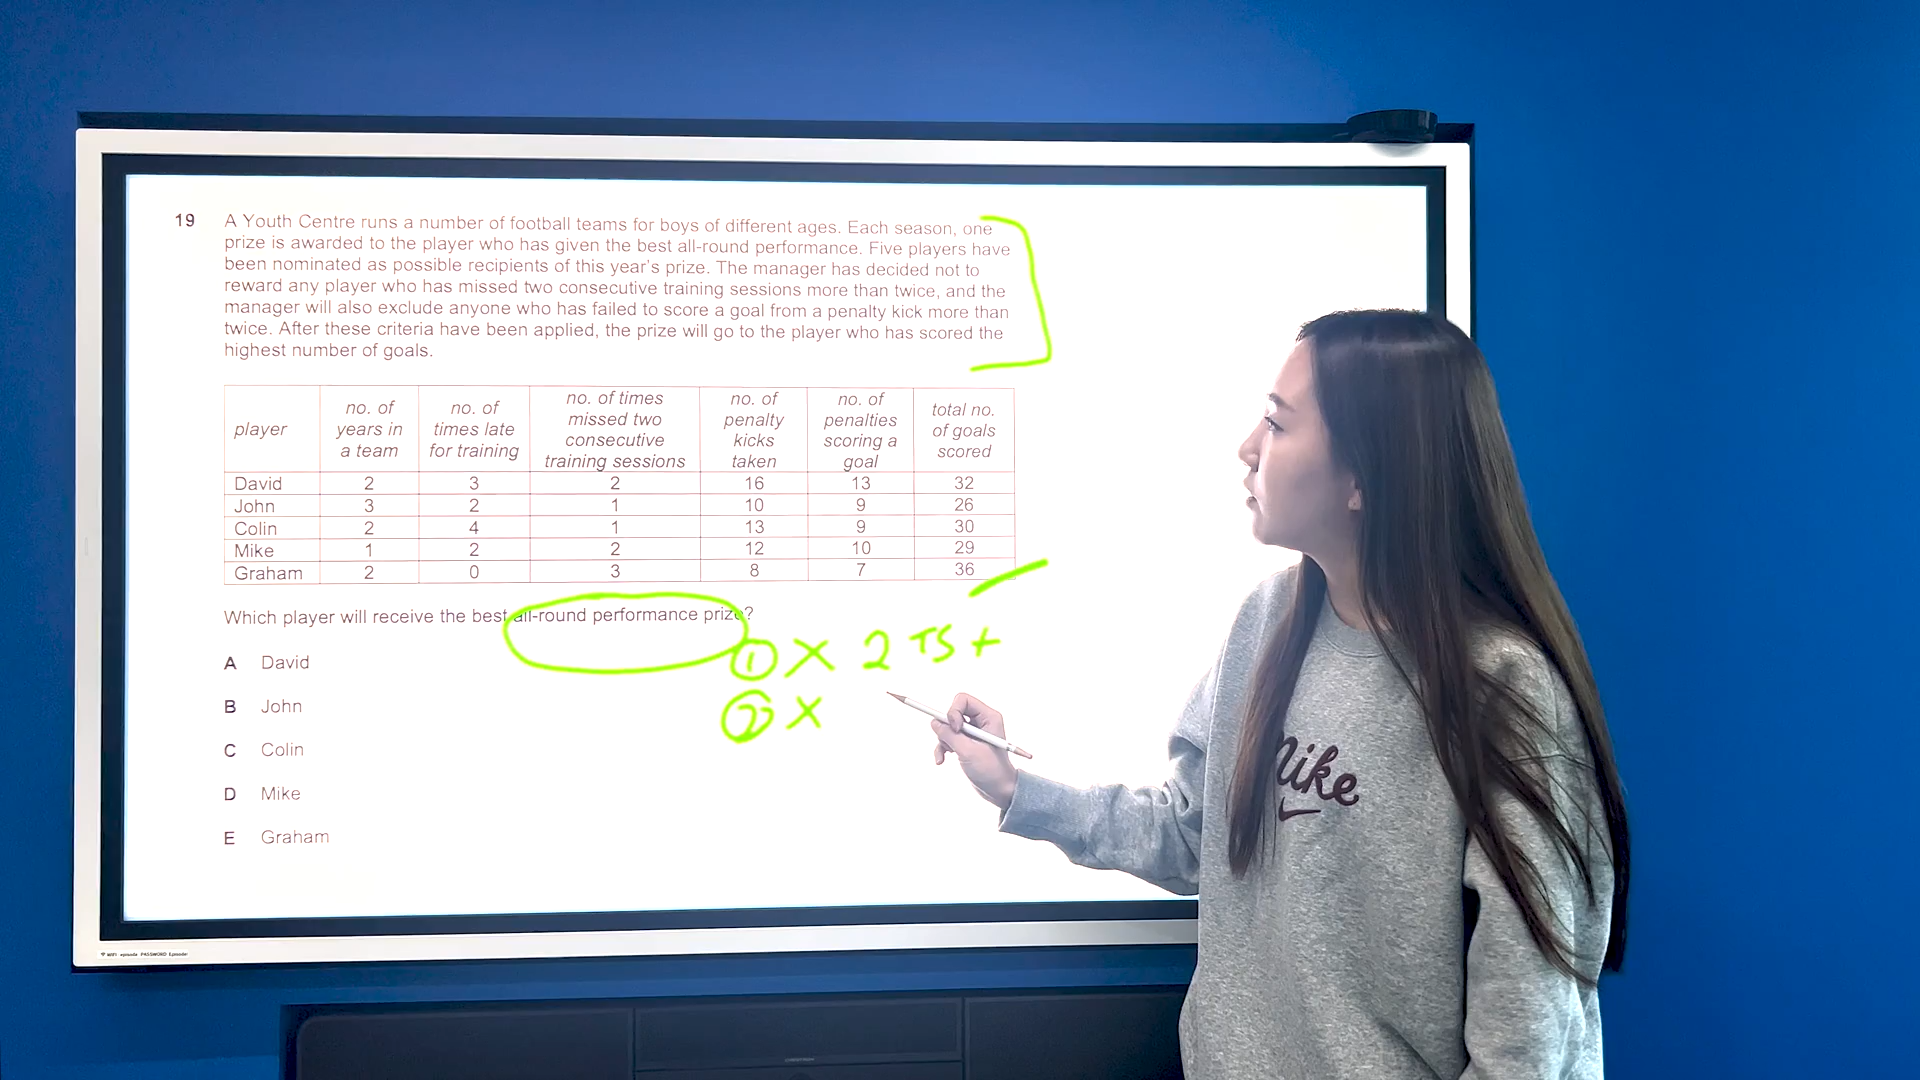 19 A Youth Centre runs a number of football teams for boys of different ages. Each season, one
prize is awarded to the player who has given the best all-round performance. Five players have
been nominated as possible recipients of this year's prize. The manager has decided not to
reward any player who has missed two consecutive training sessions more than twice, and the
manager will also exclude anyone who has failed to score a goal from a penalty kick more than
twice. After these criteria have been applied, the prize will go to the player who has scored the
highest number of goals.
player no. of years in a team no. of times late for training no. of times missed two consecutive training sessions no. of penalty kicks taken no. of penalties scoring a goal total no. of goals scored
David 2 3 2 16 13 32
John 3 2 1 10 9 26
Colin 2 4 1 13 9 30
Mike 1 2 2 12 10 29
Graham 2 0 3 8 7 36
Which player will receive the best all-round performance prize?
① X 2 TS +
② X
A David
B John
C Colin
D Mike
E Graham
Nike
WIFI episode PASSWORD Episode!